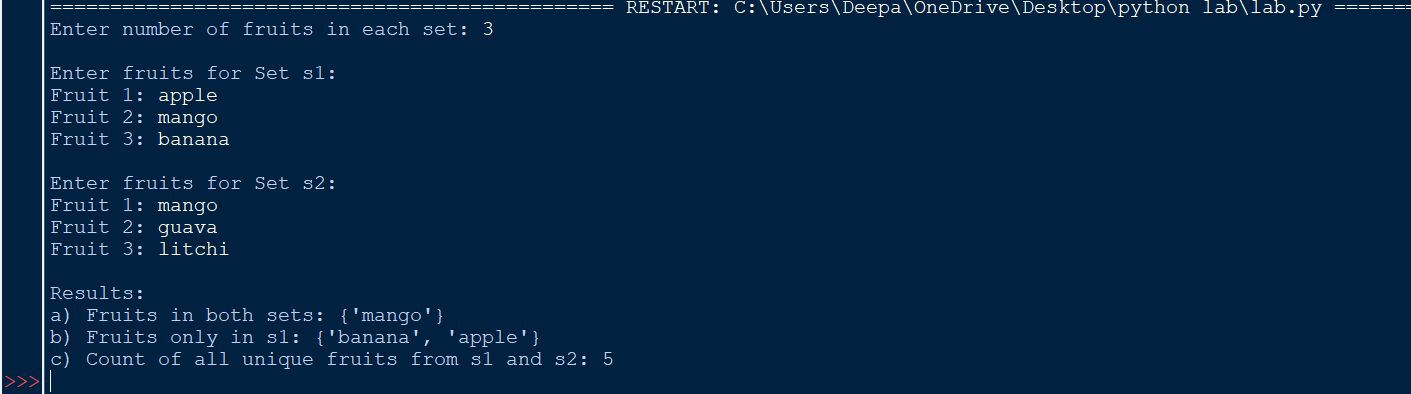 =============================================== RESTART: C:\Users\Deepa\OneDrive\Desktop\python lab\lab.py =======
Enter number of fruits in each set: 3
Enter fruits for Set s1:
Fruit 1: apple
Fruit 2: mango
Fruit 3: banana
Enter fruits for Set s2:
Fruit 1: mango
Fruit 2: guava
Fruit 3: litchi
Results:
a) Fruits in both sets: {'mango'}
b) Fruits only in s1: {'banana', 'apple'}
c) Count of all unique fruits from s1 and s2: 5
>>>